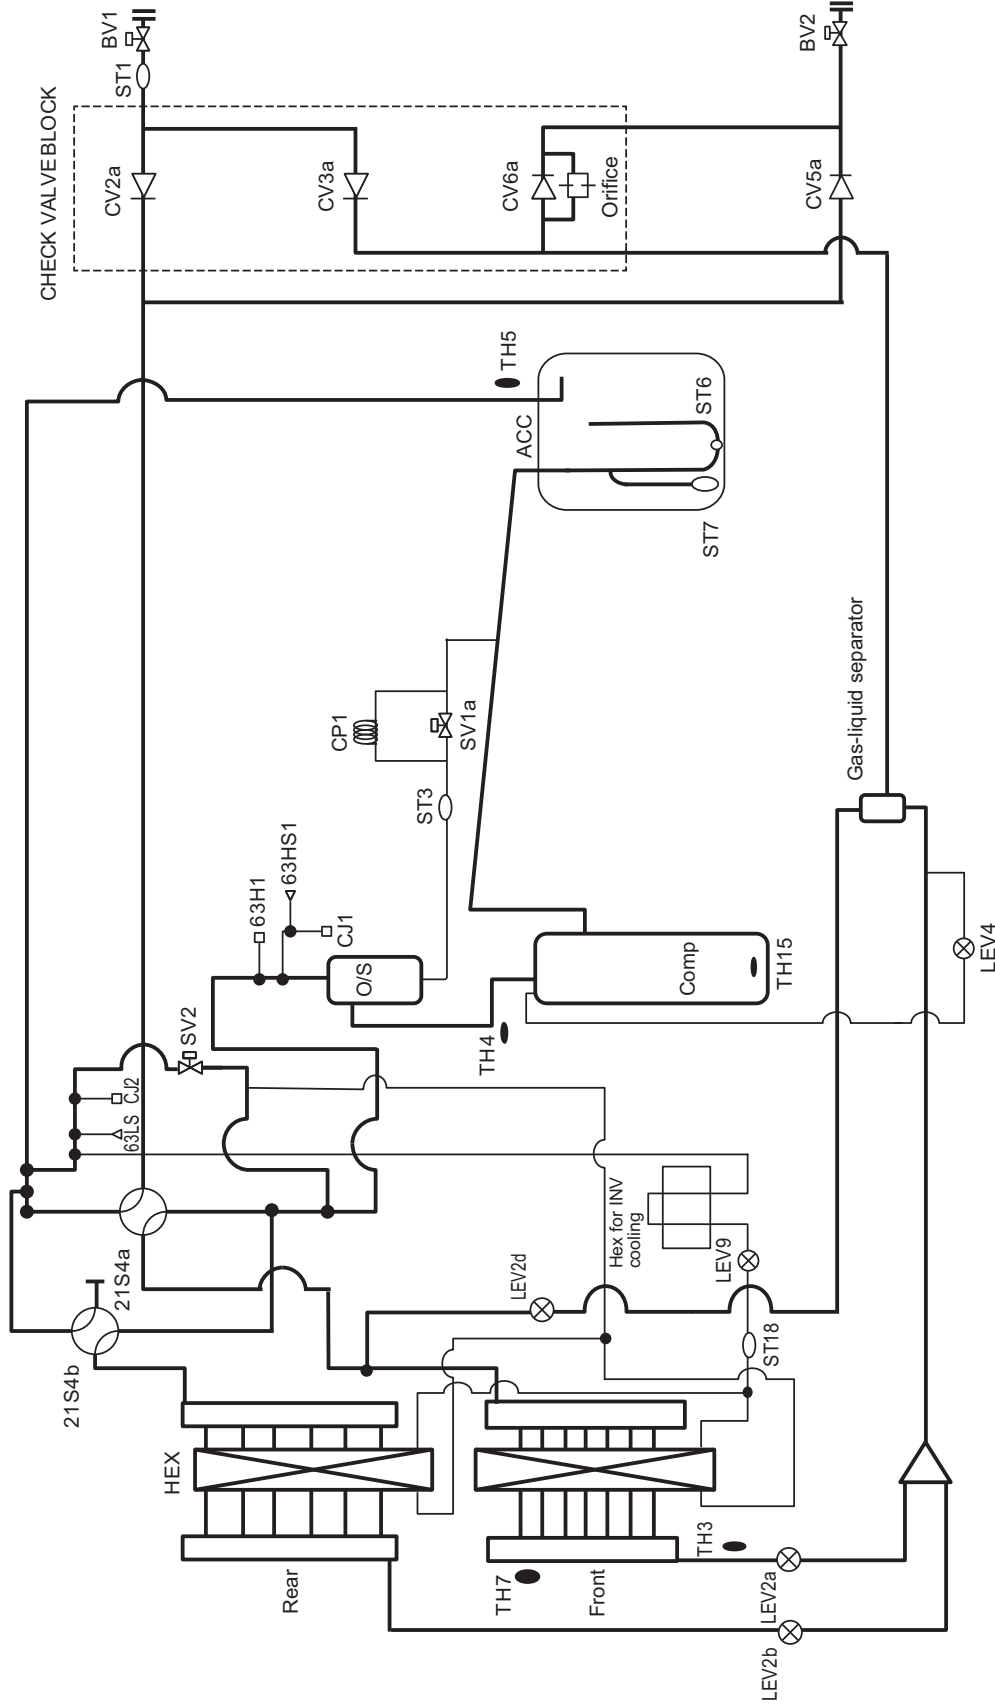 CHECK VALVE BLOCK
21S4b
BV1
CV2a
21S4a
ST1
63LS
CJ2
HEX
SV2
63H1
Rear
63HS1
CV3a
CP1
CJ1
O/S
ST3
SV1a
TH4
TH7
TH5
CV6a
LEV2d
ACC
Front
Orifice
Hex for INV
cooling
Comp
TH3
ST6
ST7
LEV9
LEV2b
LEV2a
ST18
TH15
BV2
CV5a
Gas-liquid separator
LEV4